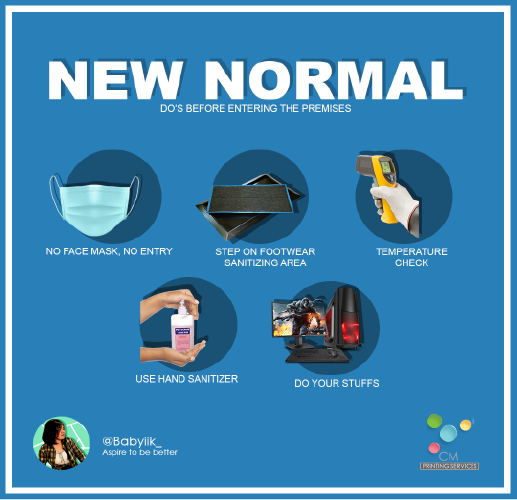 NEW NORMAL
DO'S BEFORE ENTERING THE PREMISES
NO FACE MASK, NO ENTRY
STEP ON FOOTWEAR
SANITIZING AREA
TEMPERATURE
CHECK
USE HAND SANITIZER
DO YOUR STUFFS
@Babyiik_
Aspire to be better
CM
PRINTING SERVICES